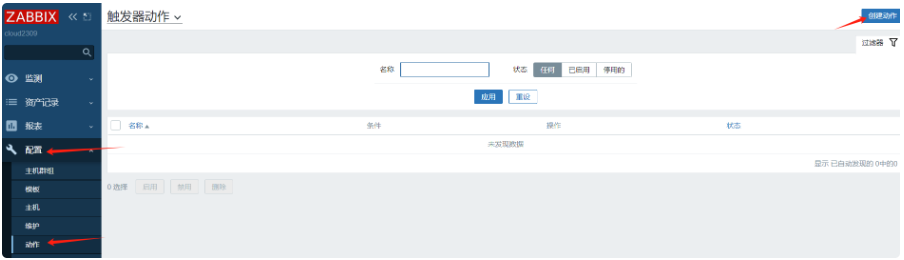 ZABBIX
cloud2309
监测
资产记录
报表
配置
主机群组
模板
主机
维护
动作
触发器动作
创建动作
过滤器
名称 状态 任何 已启用 停用的
应用 重设
名称 条件 操作 状态
未发现数据
显示 已自动发现的 0中的0
0 选择 启用 禁用 删除